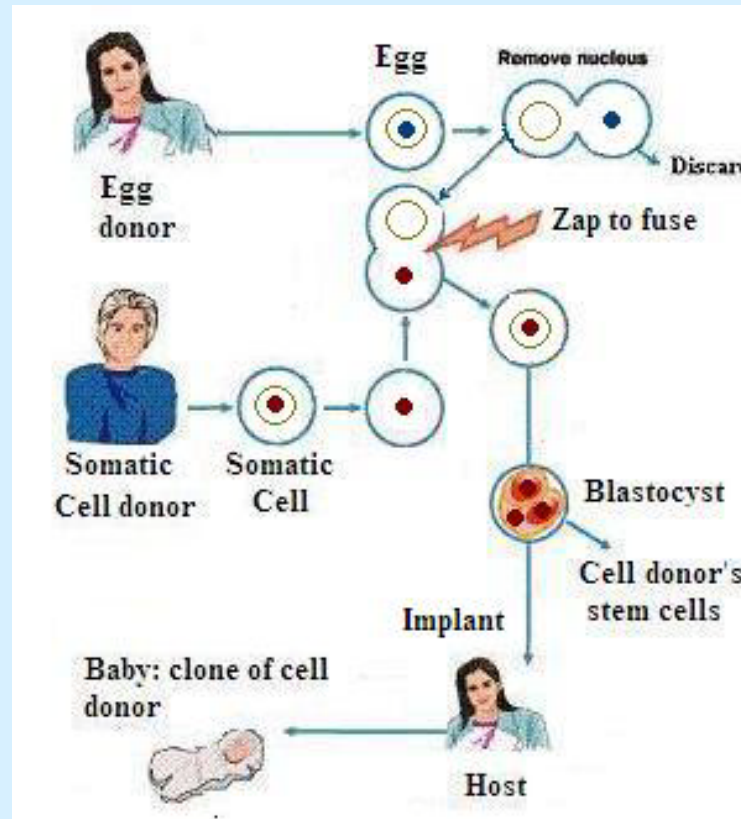 Egg
Remove nucleus
Egg
donor
Discar
Zap to fuse
Somatic
Cell donor
Somatic
Cell
Blastocyst
Cell donor's
stem cells
Implant
Baby: clone of cell
donor
Host